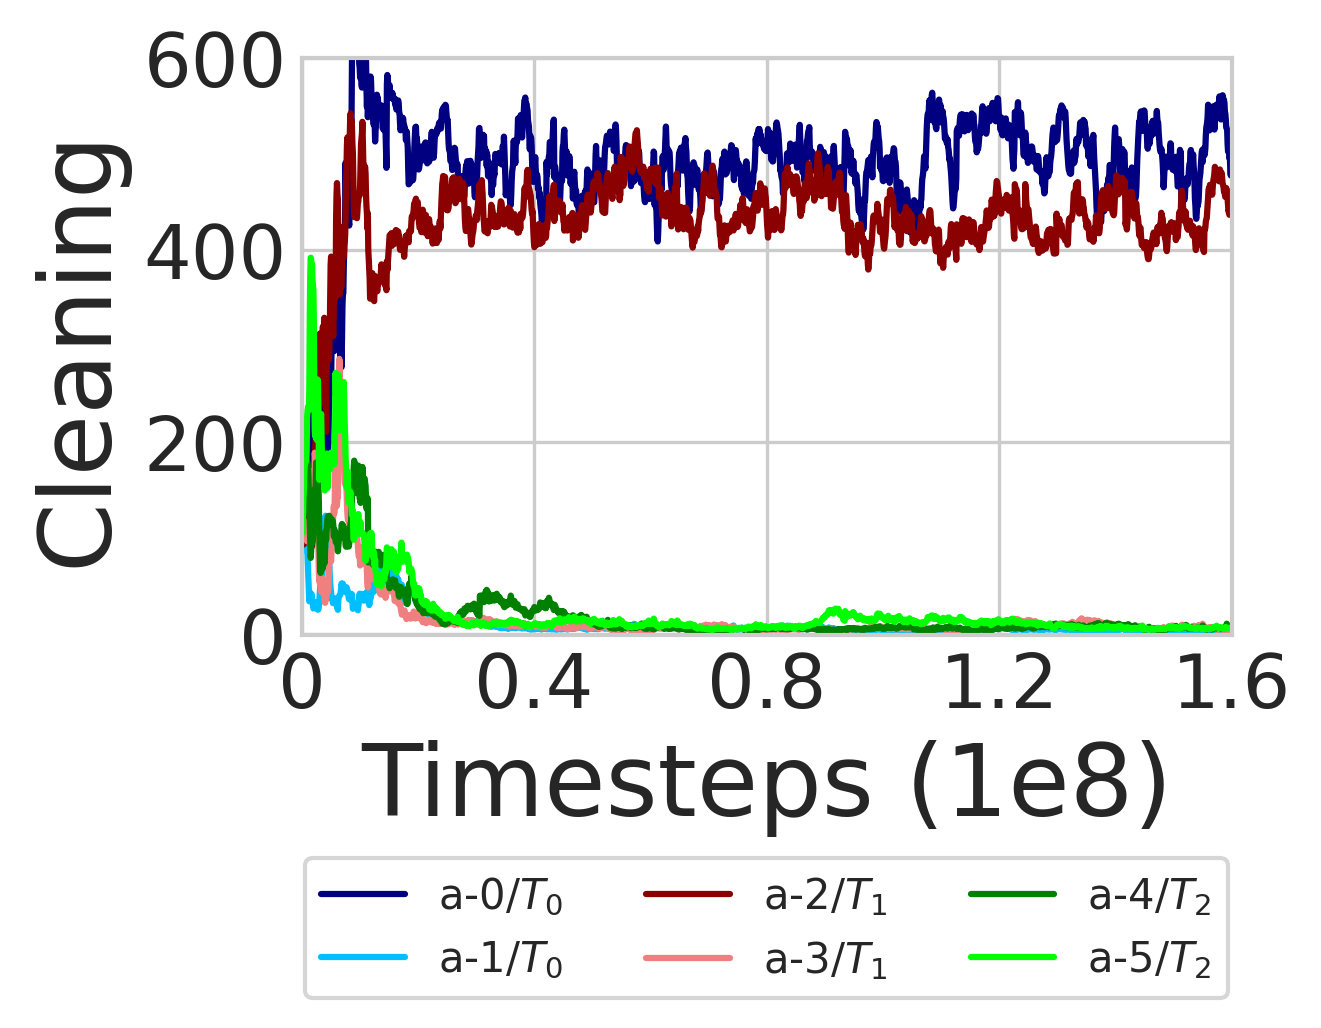 600
400
200
0
Cleaning
0 0.4 0.8 1.2 1.6
Timesteps (1e8)
a-0/T₀ a-2/T₁ a-4/T₂
a-1/T₀ a-3/T₁ a-5/T₂